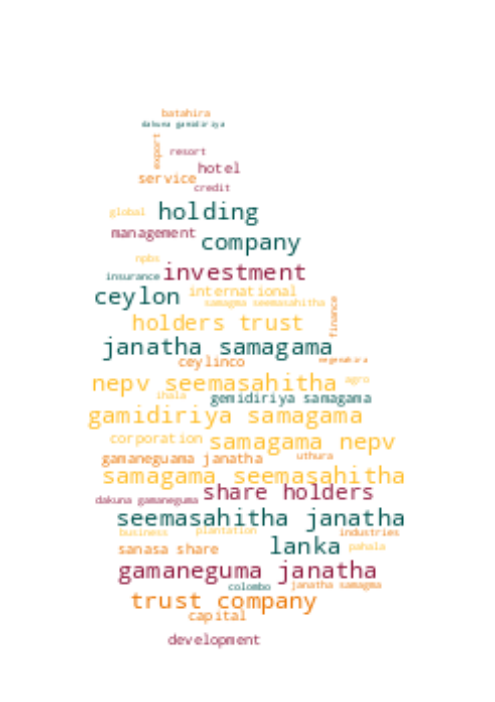 batahira
dakuna gamidiriya
export
resort
hotel
service
credit
global
holding
management
company
npbs
investment
insurance
ceylon
international
samagma seemasahitha
finance
holders trust
janatha samagama
ceylinco
negenahira
nepv seemasahitha
agro
ihala
gemidiriya samagama
gamidiriya samagama
corporation
samagama nepv
gamaneguama janatha
uthura
samagama seemasahitha
share holders
dakuna gamaneguma
seemasahitha janatha
business
plantation
industries
sanasa share
lanka
pahala
gamaneguma janatha
colombo
janatha samagma
trust company
capital
development